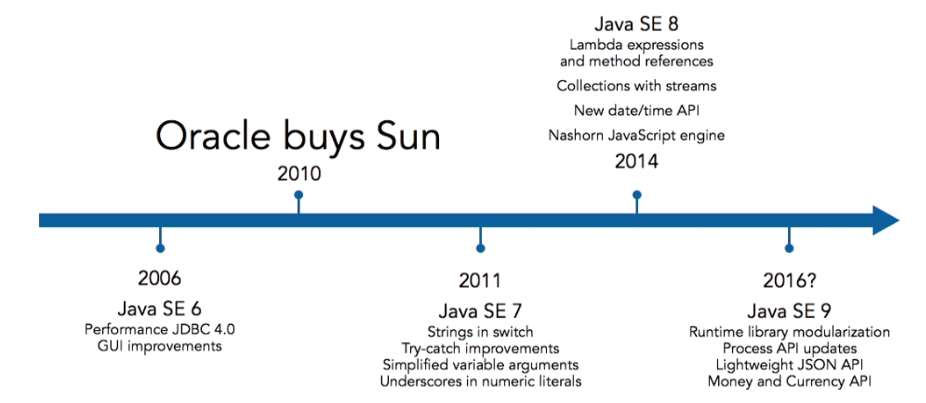 Java SE 8
Lambda expressions
and method references
Collections with streams
New date/time API
Nashorn JavaScript engine
2014
Oracle buys Sun
2010
2006
Java SE 6
Performance JDBC 4.0
GUI improvements
2011
Java SE 7
Strings in switch
Try-catch improvements
Simplified variable arguments
Underscores in numeric literals
2016?
Java SE 9
Runtime library modularization
Process API updates
Lightweight JSON API
Money and Currency API